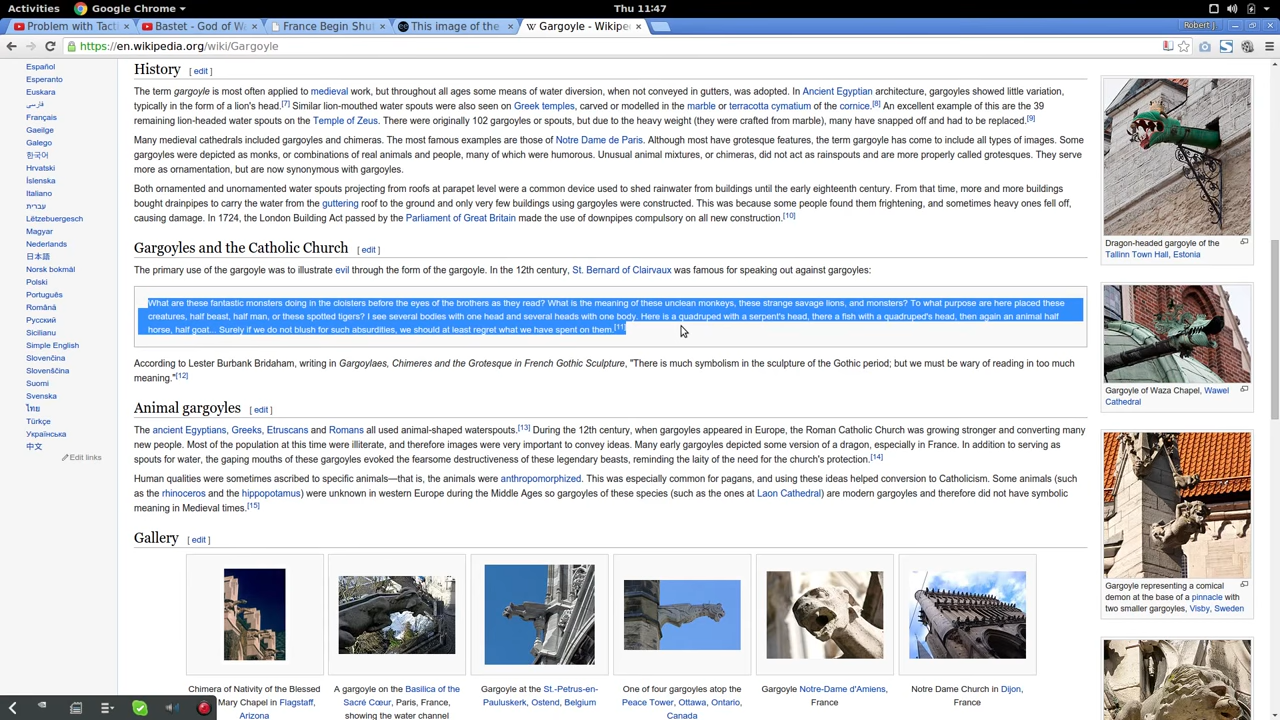 Activities
Google Chrome
Thu 11:47
Problem with Tact
Bastet - God of W
France Begin Shut
This image of the
Gargoyle - Wikipe
Robert J.
https://en.wikipedia.org/wiki/Gargoyle
Español
Esperanto
Euskara
فارسی
Français
Gaeilge
Galego
한국어
Hrvatski
Íslenska
Italiano
עברית
Lëtzebuergesch
Magyar
Nederlands
日本語
Norsk bokmål
Polski
Português
Română
Русский
Sicilianu
Simple English
Slovenčina
Slovenščina
Suomi
Svenska
ไทย
Türkçe
Українська
中文
Edit links
History [ edit ]
The term gargoyle is most often applied to medieval work, but throughout all ages some means of water diversion, when not conveyed in gutters, was adopted. In Ancient Egyptian architecture, gargoyles showed little variation,
typically in the form of a lion's head.[7] Similar lion-mouthed water spouts were also seen on Greek temples, carved or modelled in the marble or terracotta cymatium of the cornice.[8] An excellent example of this are the 39
remaining lion-headed water spouts on the Temple of Zeus. There were originally 102 gargoyles or spouts, but due to the heavy weight (they were crafted from marble), many have snapped off and had to be replaced.[9]
Many medieval cathedrals included gargoyles and chimeras. The most famous examples are those of Notre Dame de Paris. Although most have grotesque features, the term gargoyle has come to include all types of images. Some
gargoyles were depicted as monks, or combinations of real animals and people, many of which were humorous. Unusual animal mixtures, or chimeras, did not act as rainspouts and are more properly called grotesques. They serve
more as ornamentation, but are now synonymous with gargoyles.
Both ornamented and unornamented water spouts projecting from roofs at parapet level were a common device used to shed rainwater from buildings until the early eighteenth century. From that time, more and more buildings
bought drainpipes to carry the water from the guttering roof to the ground and only very few buildings using gargoyles were constructed. This was because some people found them frightening, and sometimes heavy ones fell off,
causing damage. In 1724, the London Building Act passed by the Parliament of Great Britain made the use of downpipes compulsory on all new construction.[10]
Gargoyles and the Catholic Church [ edit ]
The primary use of the gargoyle was to illustrate evil through the form of the gargoyle. In the 12th century, St. Bernard of Clairvaux was famous for speaking out against gargoyles:
What are these fantastic monsters doing in the cloisters before the eyes of the brothers as they read? What is the meaning of these unclean monkeys, these strange savage lions, and monsters? To what purpose are here placed these
creatures, half beast, half man, or these spotted tigers? I see several bodies with one head and several heads with one body. Here is a quadruped with a serpent's head, there a fish with a quadruped's head, then again an animal half
horse, half goat... Surely if we do not blush for such absurdities, we should at least regret what we have spent on them.[11]
According to Lester Burbank Bridaham, writing in Gargoylaes, Chimeres and the Grotesque in French Gothic Sculpture, "There is much symbolism in the sculpture of the Gothic period; but we must be wary of reading in too much
meaning."[12]
Animal gargoyles [ edit ]
The ancient Egyptians, Greeks, Etruscans and Romans all used animal-shaped waterspouts.[13] During the 12th century, when gargoyles appeared in Europe, the Roman Catholic Church was growing stronger and converting many
new people. Most of the population at this time were illiterate, and therefore images were very important to convey ideas. Many early gargoyles depicted some version of a dragon, especially in France. In addition to serving as
spouts for water, the gaping mouths of these gargoyles evoked the fearsome destructiveness of these legendary beasts, reminding the laity of the need for the church's protection.[14]
Human qualities were sometimes ascribed to specific animals—that is, the animals were anthropomorphized. This was especially common for pagans, and using these ideas helped conversion to Catholicism. Some animals (such
as the rhinoceros and the hippopotamus) were unknown in western Europe during the Middle Ages so gargoyles of these species (such as the ones at Laon Cathedral) are modern gargoyles and therefore did not have symbolic
meaning in Medieval times.[15]
Gallery [ edit ]
Chimera of Nativity of the Blessed
Mary Chapel in Flagstaff,
Arizona
A gargoyle on the Basilica of the
Sacré Cœur, Paris, France,
showing the water channel
Gargoyle at the St.-Petrus-en-
Pauluskerk, Ostend, Belgium
One of four gargoyles atop the
Peace Tower, Ottawa, Ontario,
Canada
Gargoyle Notre-Dame d'Amiens,
France
Notre Dame Church in Dijon,
France
Dragon-headed gargoyle of the
Tallinn Town Hall, Estonia
Gargoyle of Waza Chapel, Wawel
Cathedral
Gargoyle representing a comical
demon at the base of a pinnacle with
two smaller gargoyles, Visby, Sweden